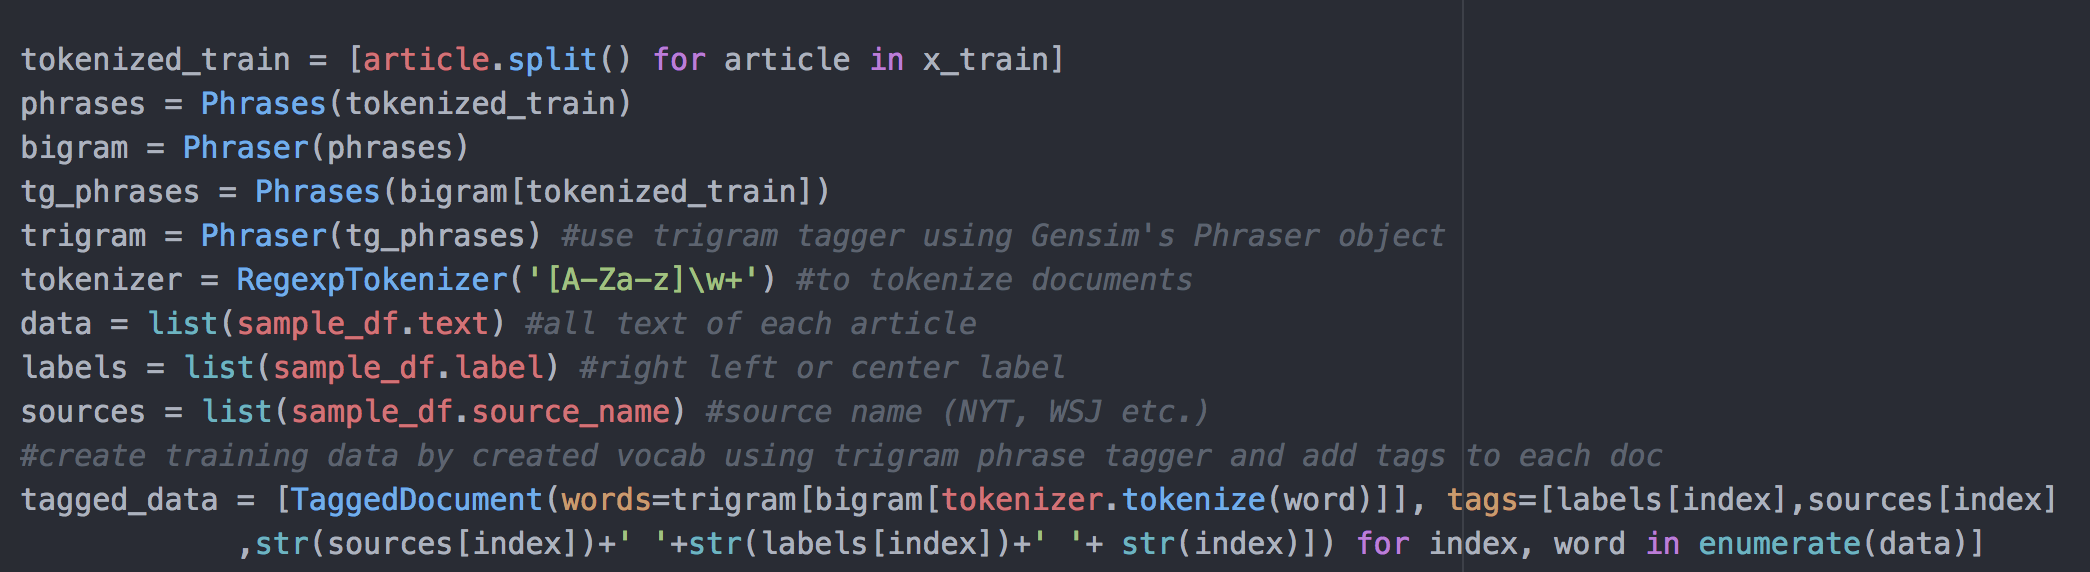 tokenized_train = [article.split() for article in x_train]
phrases = Phrases(tokenized_train)
bigram = Phraser(phrases)
tg_phrases = Phrases(bigram[tokenized_train])
trigram = Phraser(tg_phrases) #use trigram tagger using Gensim's Phraser object
tokenizer = RegexpTokenizer('[A-Za-z]\w+') #to tokenize documents
data = list(sample_df.text) #all text of each article
labels = list(sample_df.label) #right left or center label
sources = list(sample_df.source_name) #source name (NYT, WSJ etc.)
#create training data by created vocab using trigram phrase tagger and add tags to each doc
tagged_data = [TaggedDocument(words=trigram[bigram[tokenizer.tokenize(word)]], tags=[labels[index],sources[index]
            ,str(sources[index])+' '+str(labels[index])+' '+ str(index)]) for index, word in enumerate(data)]